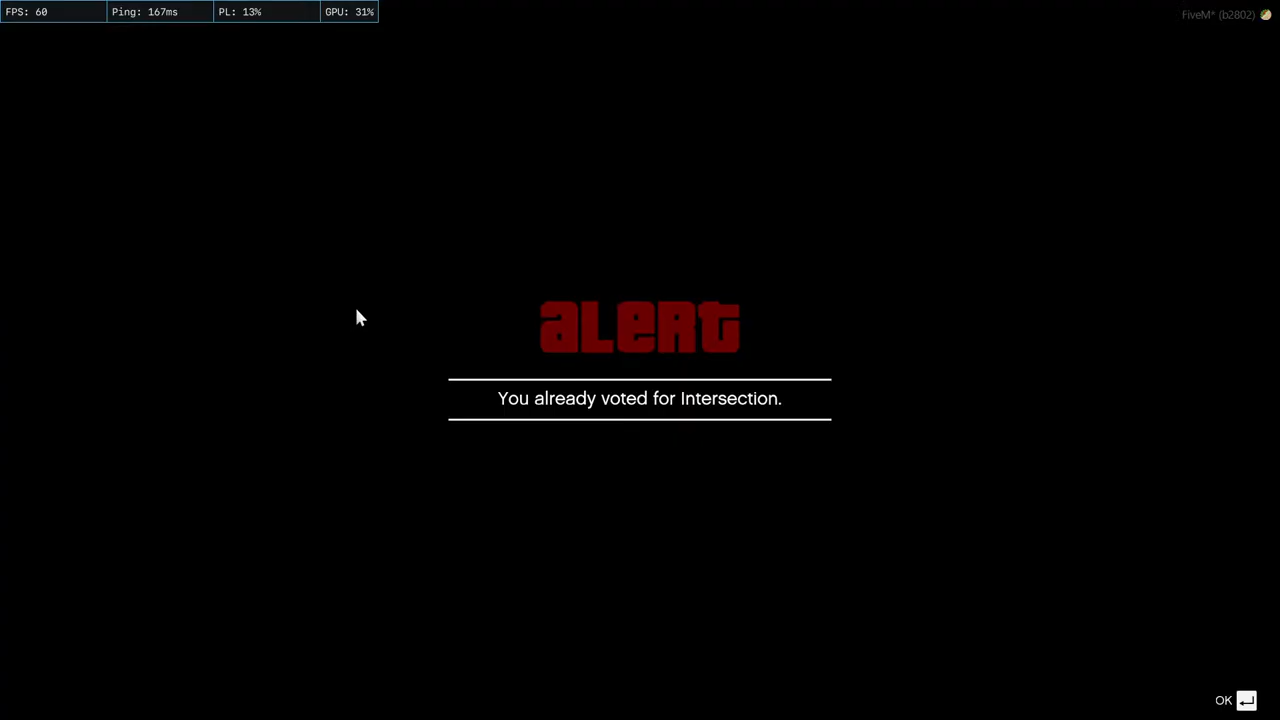 FPS: 60 Ping: 167ms PL: 13% GPU: 31%
FiveM* (b2802)
aLeRt
You already voted for Intersection.
OK